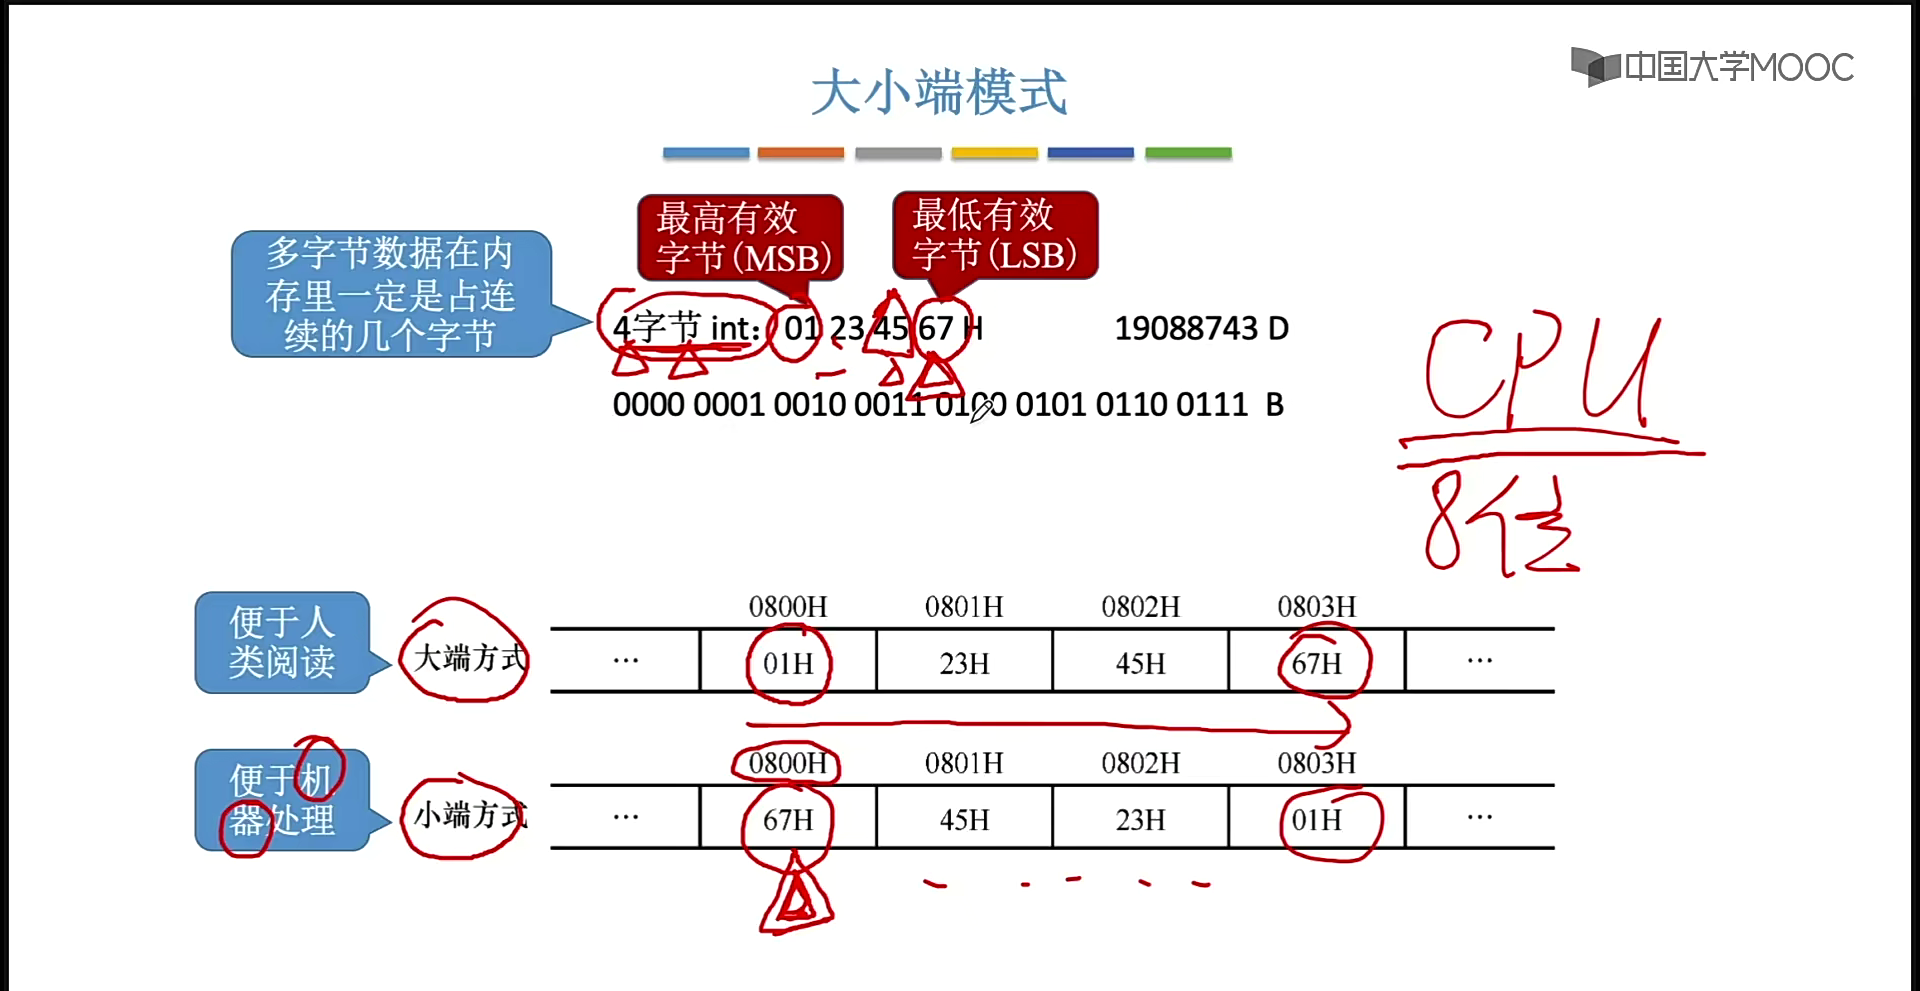 中国大学MOOC
大小端模式
多字节数据在内
存里一定是占连
续的几个字节
最高有效
字节(MSB)
最低有效
字节(LSB)
4字节 int： 01 23 45 67 H
19088743 D
0000 0001 0010 0011 0100 0101 0110 0111 B
CPU
8位
便于人
类阅读
大端方式
0800H 0801H 0802H 0803H
… 01H 23H 45H 67H …
便于机
器处理
小端方式
0800H 0801H 0802H 0803H
… 67H 45H 23H 01H …